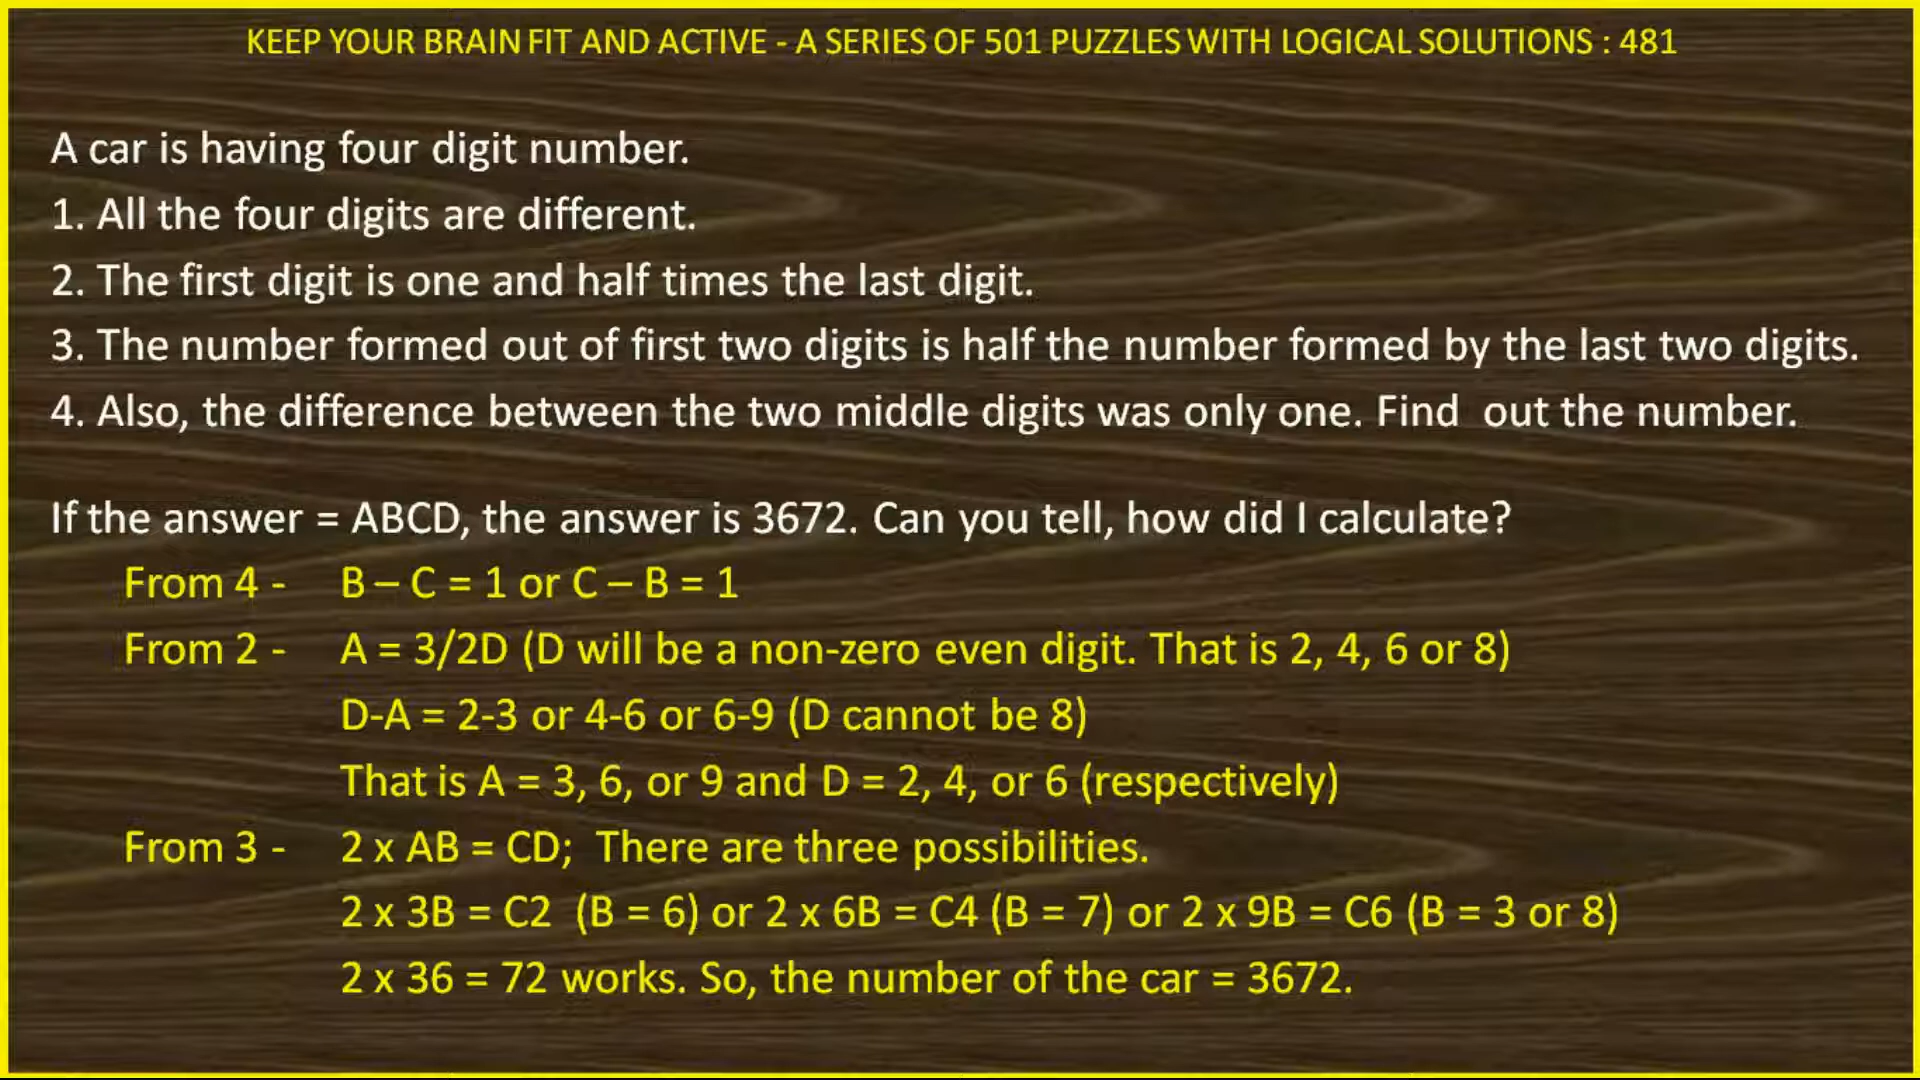 KEEP YOUR BRAIN FIT AND ACTIVE - A SERIES OF 501 PUZZLES WITH LOGICAL SOLUTIONS : 481
A car is having four digit number.
1. All the four digits are different.
2. The first digit is one and half times the last digit.
3. The number formed out of first two digits is half the number formed by the last two digits.
4. Also, the difference between the two middle digits was only one. Find out the number.
If the answer = ABCD, the answer is 3672. Can you tell, how did I calculate?
From 4 - B – C = 1 or C – B = 1
From 2 - A = 3/2D (D will be a non-zero even digit. That is 2, 4, 6 or 8)
D-A = 2-3 or 4-6 or 6-9 (D cannot be 8)
That is A = 3, 6, or 9 and D = 2, 4, or 6 (respectively)
From 3 - 2 x AB = CD; There are three possibilities.
2 x 3B = C2 (B = 6) or 2 x 6B = C4 (B = 7) or 2 x 9B = C6 (B = 3 or 8)
2 x 36 = 72 works. So, the number of the car = 3672.